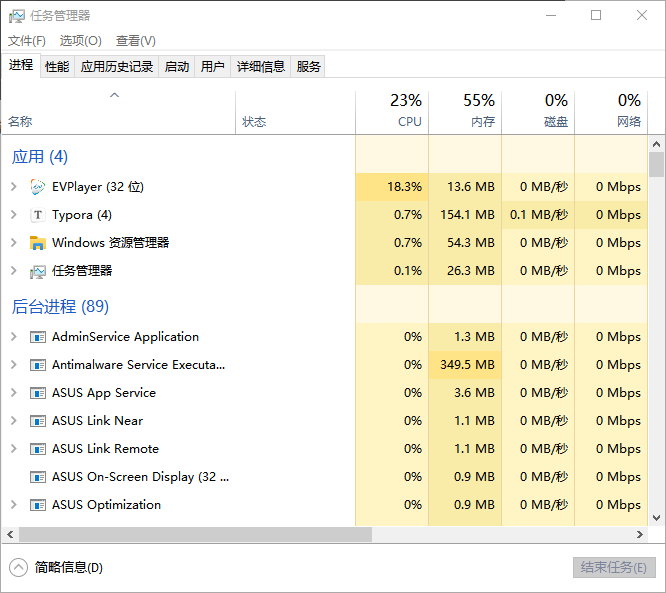 任务管理器
文件(F) 选项(O) 查看(V)
进程 性能 应用历史记录 启动 用户 详细信息 服务
23% 55% 0% 0%
名称 状态 CPU 内存 磁盘 网络
应用 (4)
EVPlayer (32 位) 18.3% 13.6 MB 0 MB/秒 0 Mbps
Typora (4) 0.7% 154.1 MB 0.1 MB/秒 0 Mbps
Windows 资源管理器 0.7% 54.3 MB 0 MB/秒 0 Mbps
任务管理器 0.1% 26.3 MB 0 MB/秒 0 Mbps
后台进程 (89)
AdminService Application 0% 1.3 MB 0 MB/秒 0 Mbps
Antimalware Service Executa... 0% 349.5 MB 0 MB/秒 0 Mbps
ASUS App Service 0% 3.6 MB 0 MB/秒 0 Mbps
ASUS Link Near 0% 1.1 MB 0 MB/秒 0 Mbps
ASUS Link Remote 0% 1.1 MB 0 MB/秒 0 Mbps
ASUS On-Screen Display (32 ... 0% 0.9 MB 0 MB/秒 0 Mbps
ASUS Optimization 0% 0.9 MB 0 MB/秒 0 Mbps
简略信息(D) 结束任务(E)